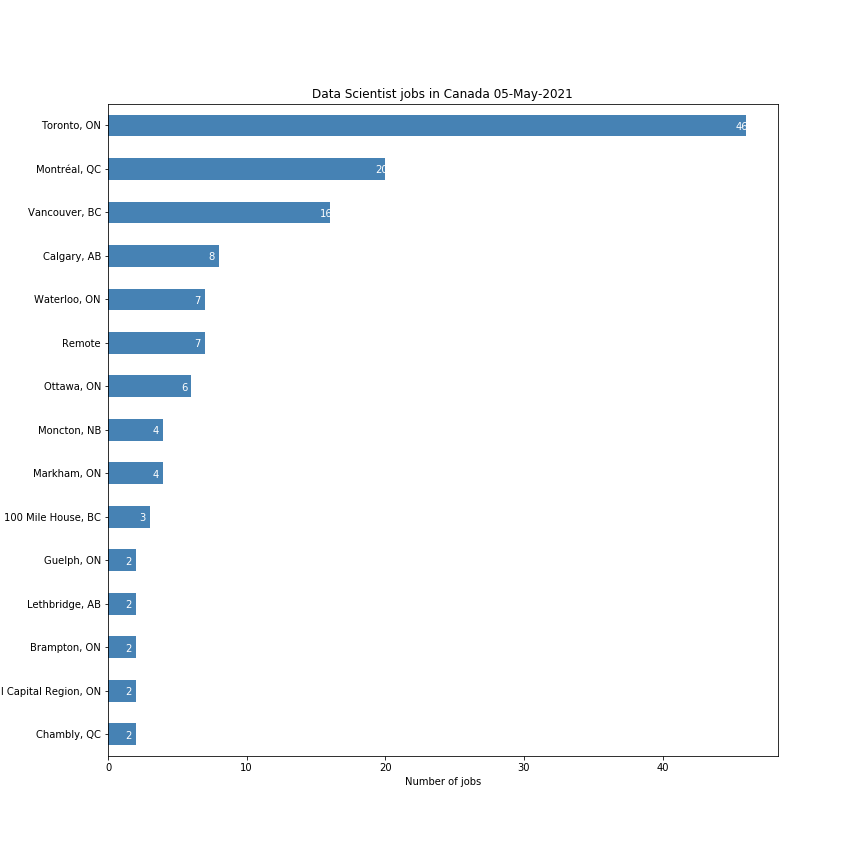 Data Scientist jobs in Canada 05-May-2021
Toronto, ON 46
Montréal, QC 20
Vancouver, BC 16
Calgary, AB 8
Waterloo, ON 7
Remote 7
Ottawa, ON 6
Moncton, NB 4
Markham, ON 4
100 Mile House, BC 3
Guelph, ON 2
Lethbridge, AB 2
Brampton, ON 2
l Capital Region, ON 2
Chambly, QC 2
0 10 20 30 40
Number of jobs